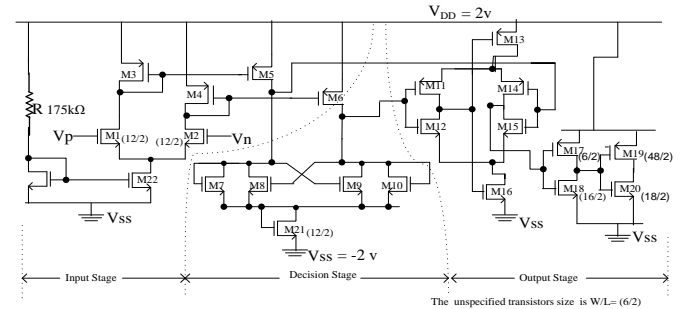 V_DD = 2v
M13
M3
M5
M4
M6
M11
M14
R 175kΩ
Vp
M1 (12/2)
(12/2) M2
Vn
M12
M15
M17 (6/2)
M19 (48/2)
M22
M7
M8
M9
M10
M16
M18 (16/2)
M20 (18/2)
Vss
M21 (12/2)
Vss
Vss
Vss = -2 v
Input Stage
Decision Stage
Output Stage
The unspecified transistors size is W/L= (6/2)